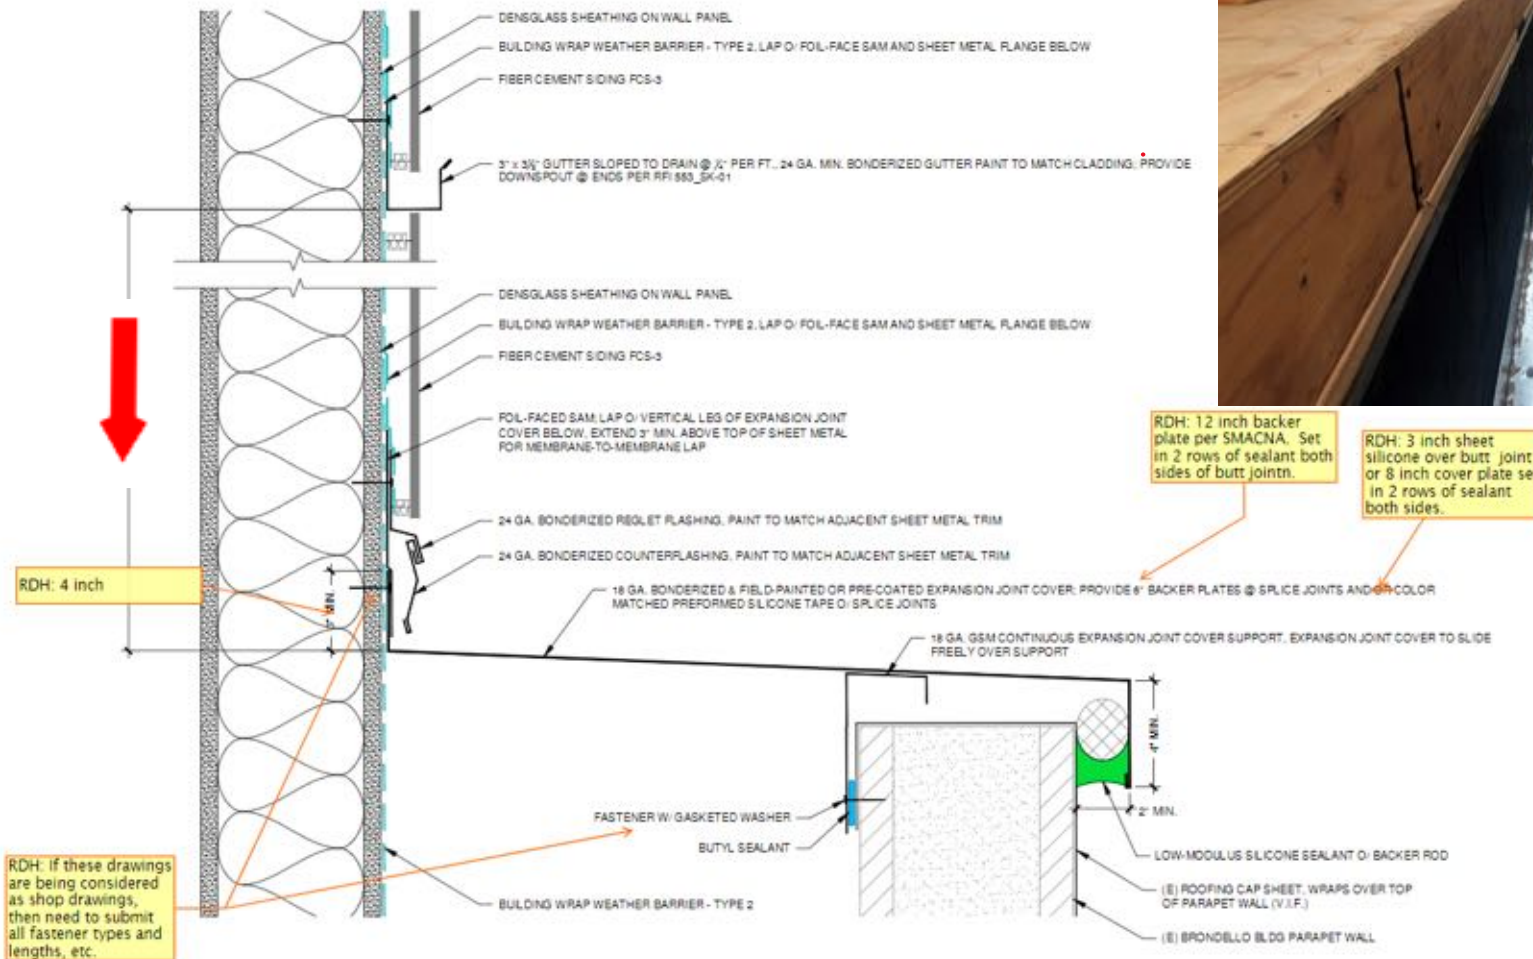 DENSGLASS SHEATHING ON WALL PANEL
BUILDING WRAP WEATHER BARRIER - TYPE 2, LAP O/ FOIL-FACE SAM AND SHEET METAL FLANGE BELOW
FIBER CEMENT SIDING FCS-3
GUTTER SLOPED TO DRAIN @ PER FT., 24 GA. MIN. BONDERIZED GUTTER PAINT TO MATCH CLADDING; PROVIDE
DOWNSPOUT @ ENDS PER RFI 553_SK-01
DENSGLASS SHEATHING ON WALL PANEL
BUILDING WRAP WEATHER BARRIER - TYPE 2, LAP O/ FOIL-FACE SAM AND SHEET METAL FLANGE BELOW
FIBER CEMENT SIDING FCS-3
FOIL-FACED SAM; LAP O/ VERTICAL LEG OF EXPANSION JOINT
COVER BELOW, EXTEND 3" MIN. ABOVE TOP OF SHEET METAL
FOR MEMBRANE-TO-MEMBRANE LAP
RDH: 12 inch backer
plate per SMACNA. Set
in 2 rows of sealant both
sides of butt jointn.
RDH: 3 inch sheet
silicone over butt joint
or 8 inch cover plate se
in 2 rows of sealant
both sides.
24 GA. BONDERIZED REGLET FLASHING, PAINT TO MATCH ADJACENT SHEET METAL TRIM
24 GA. BONDERIZED COUNTERFLASHING, PAINT TO MATCH ADJACENT SHEET METAL TRIM
RDH: 4 inch
MIN.
18 GA. BONDERIZED & FIELD-PAINTED OR PRE-COATED EXPANSION JOINT COVER; PROVIDE 6" BACKER PLATES @ SPLICE JOINTS AND COLOR
MATCHED PREFORMED SILICONE TAPE O/ SPLICE JOINTS
18 GA. GSM CONTINUOUS EXPANSION JOINT COVER SUPPORT, EXPANSION JOINT COVER TO SLIDE
FREELY OVER SUPPORT
4" MIN.
2" MIN.
FASTENER W/ GASKETED WASHER
BUTYL SEALANT
LOW-MODULUS SILICONE SEALANT O/ BACKER ROD
(E) ROOFING CAP SHEET, WRAPS OVER TOP
OF PARAPET WALL (V.I.F.)
(E) BRONDELLO BLDG PARAPET WALL
BUILDING WRAP WEATHER BARRIER - TYPE 2
RDH: If these drawings
are being considered
as shop drawings,
then need to submit
all fastener types and
lengths, etc.